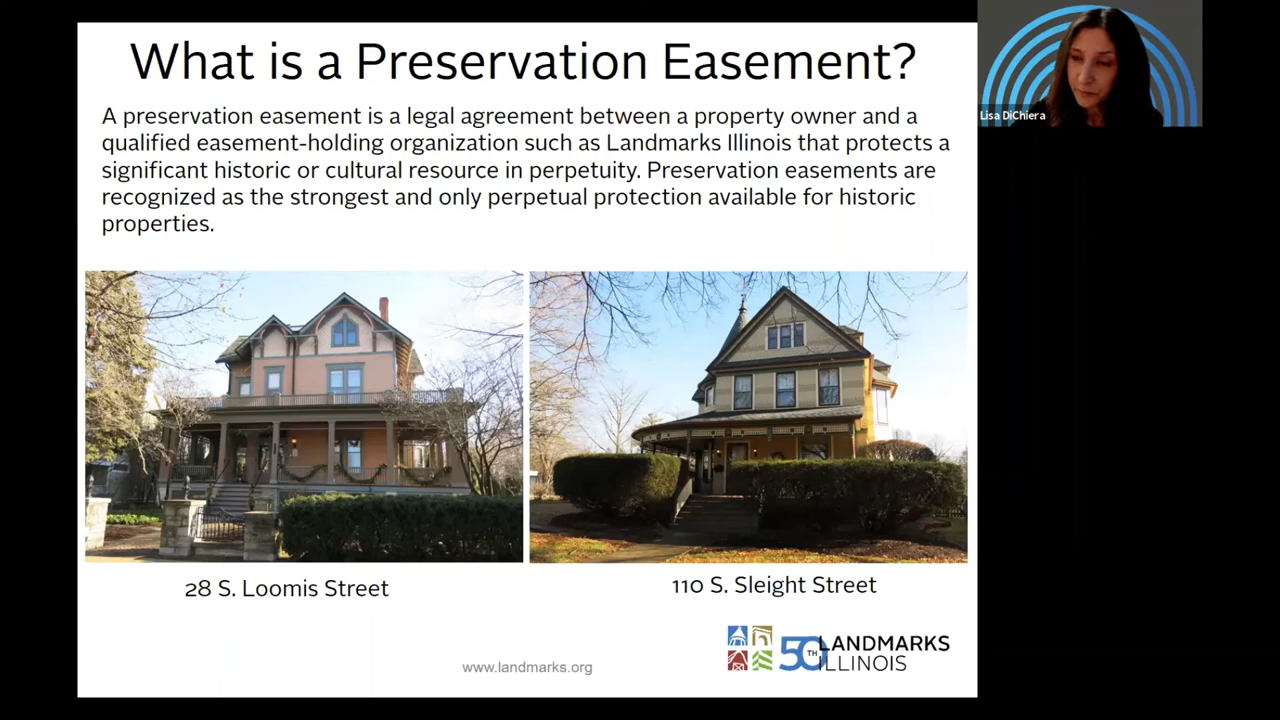 What is a Preservation Easement?
A preservation easement is a legal agreement between a property owner and a
qualified easement-holding organization such as Landmarks Illinois that protects a
significant historic or cultural resource in perpetuity. Preservation easements are
recognized as the strongest and only perpetual protection available for historic
properties.
Lisa DiChiera
28 S. Loomis Street
110 S. Sleight Street
www.landmarks.org
50TH LANDMARKS
ILLINOIS